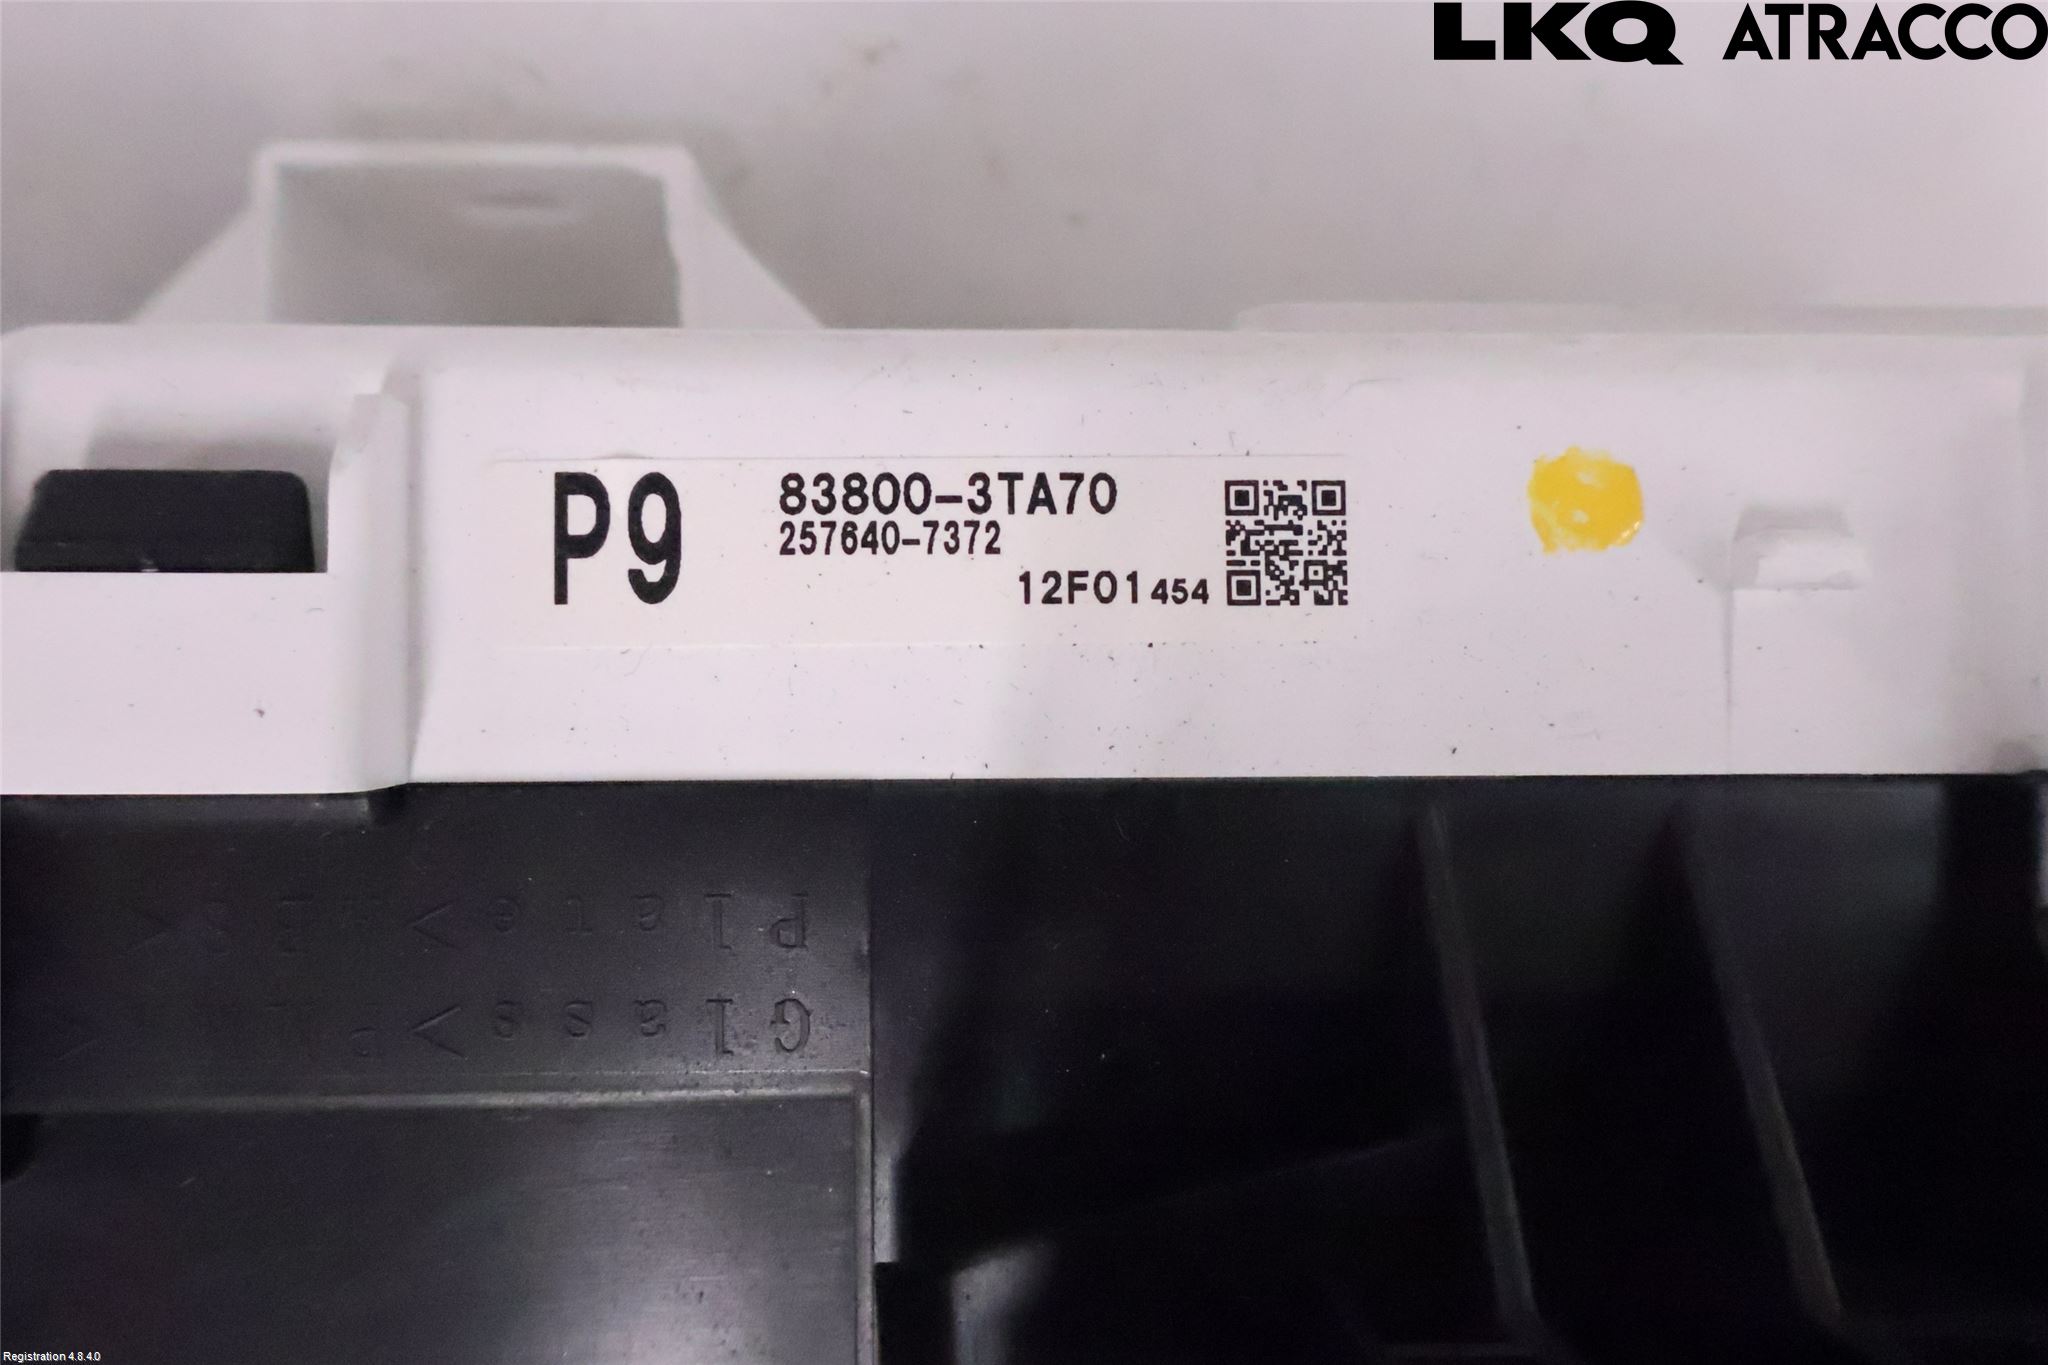 LKQ ATRACCO
P9
83800-3TA70
257640-7372
12F01454
Plate>
Glass>P
Registration 4.8.4.0